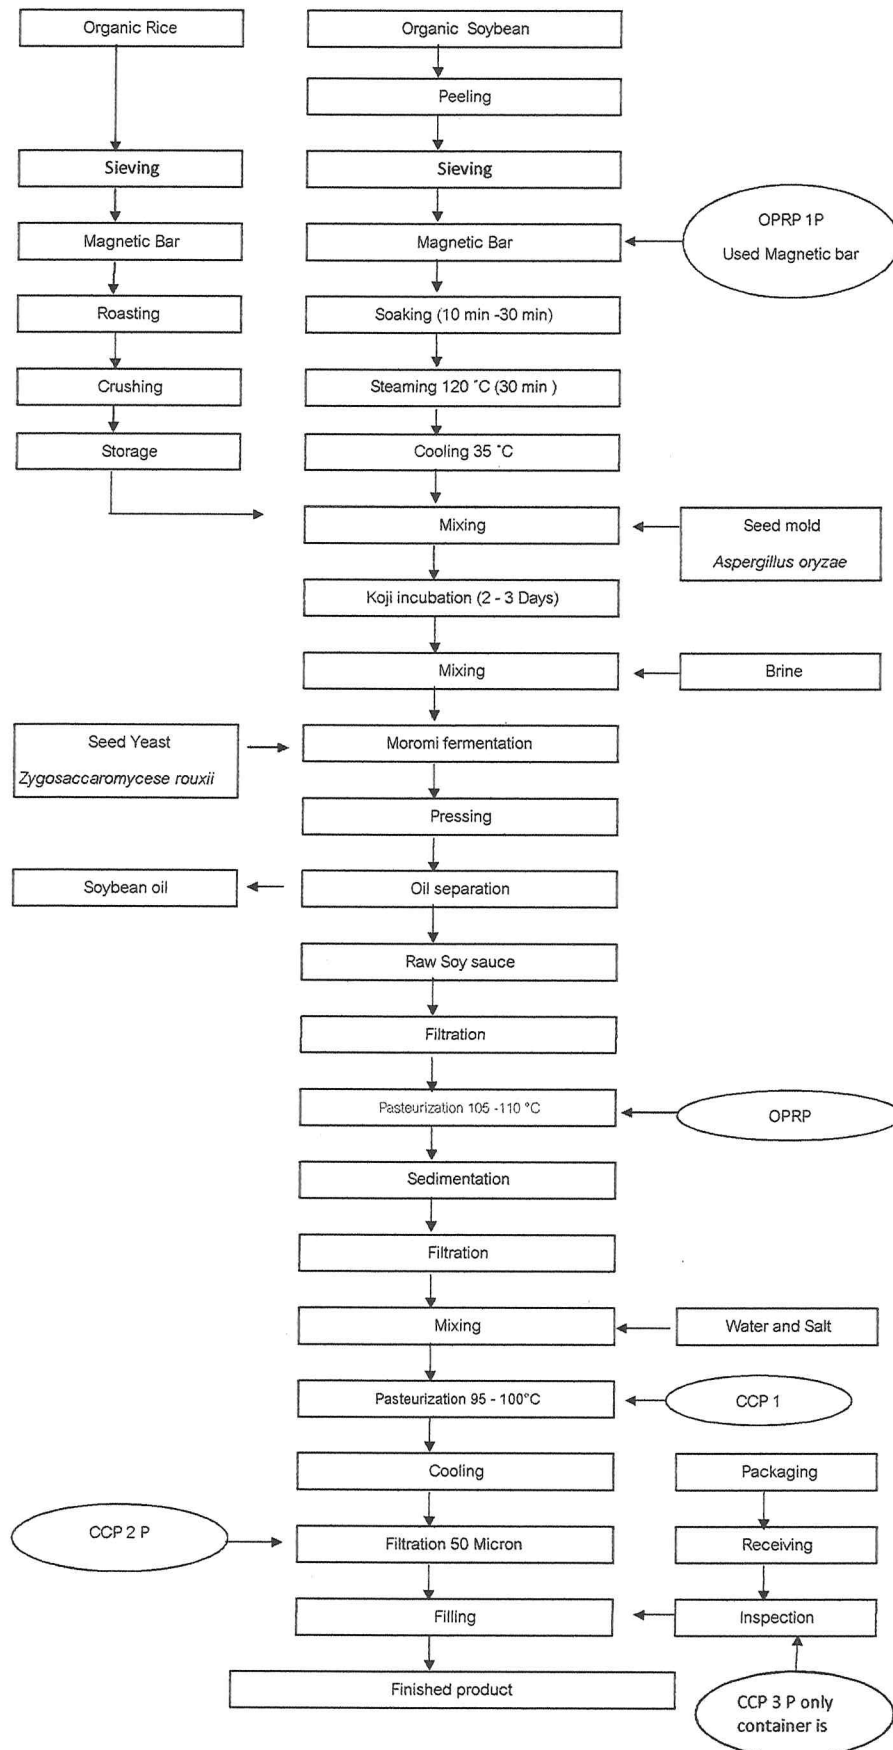 Organic Rice
Organic Soybean
Peeling
Sieving
Sieving
Magnetic Bar
Magnetic Bar
OPRP 1P
Used Magnetic bar
Roasting
Soaking (10 min -30 min)
Crushing
Steaming 120 °C (30 min )
Storage
Cooling 35 °C
Mixing
Seed mold
Aspergillus oryzae
Koji incubation (2 - 3 Days)
Mixing
Brine
Seed Yeast
Zygosaccaromycese rouxii
Moromi fermentation
Pressing
Soybean oil
Oil separation
Raw Soy sauce
Filtration
Pasteurization 105 -110 °C
OPRP
Sedimentation
Filtration
Mixing
Water and Salt
Pasteurization 95 - 100°C
CCP 1
Cooling
Packaging
CCP 2 P
Filtration 50 Micron
Receiving
Filling
Inspection
Finished product
CCP 3 P only
container is